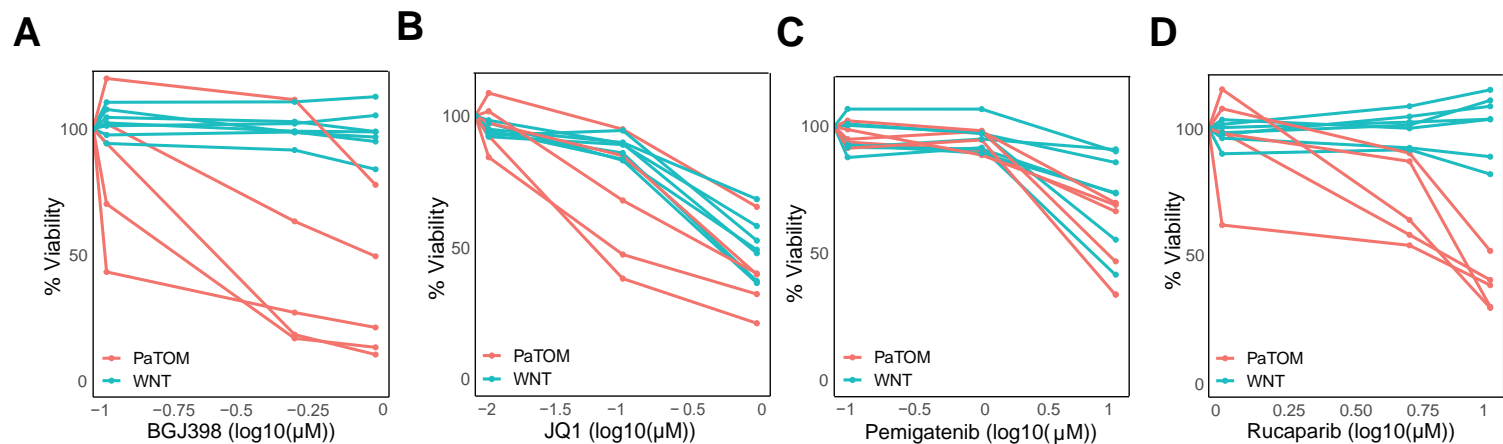 A
% Viability
100
50
0
PaTOM
WNT
−1
−0.75
−0.5
−0.25
0
BGJ398 (log10(µM))
B
% Viability
100
50
0
PaTOM
WNT
−2
−1.5
−1
−0.5
0
JQ1 (log10(µM))
C
% Viability
100
50
0
PaTOM
WNT
−1
0
0.5
1
Pemigatenib (log10( µM))
D
% Viability
100
50
0
PaTOM
WNT
0
0.25
0.50
0.75
1
Rucaparib (log10(µM))